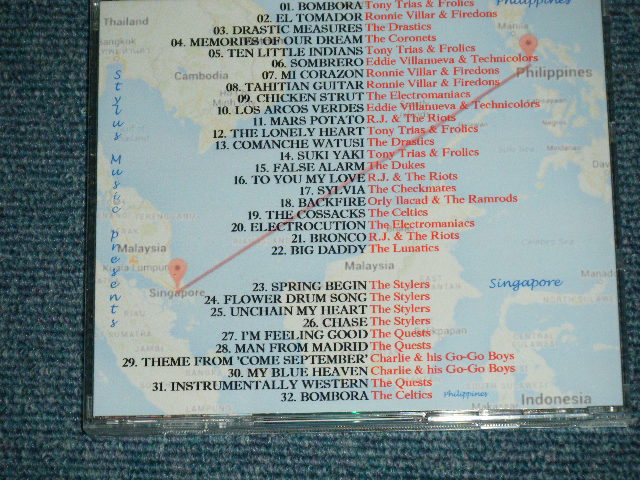 Philippines
01. BOMBORA Tony Trias & Frolics
02. EL TOMADOR Ronnie Villar & Firedons
03. DRASTIC MEASURES The Drastics
04. MEMORIES OF OUR DREAM The Coronets
05. TEN LITTLE INDIANS Tony Trias & Frolics
06. SOMBRERO Eddie Villanueva & Technicolors
07. MI CORAZON Ronnie Villar & Firedons
08. TAHITIAN GUITAR Ronnie Villar & Firedons
09. CHICKEN STRUT The Electromaniacs
10. LOS ARCOS VERDES Eddie Villanueva & Technicolors
11. MARS POTATO R.J. & The Riots
12. THE LONELY HEART Tony Trias & Frolics
13. COMANCHE WATUSI The Drastics
14. SUKI YAKI Tony Trias & Frolics
15. FALSE ALARM The Dukes
16. TO YOU MY LOVE R.J. & The Riots
17. SYLVIA The Checkmates
18. BACKFIRE Orly Ilacad & The Ramrods
19. THE COSSACKS The Celtics
20. ELECTROCUTION The Electromaniacs
21. BRONCO R.J. & The Riots
22. BIG DADDY The Lunatics
Singapore
23. SPRING BEGIN The Stylers
24. FLOWER DRUM SONG The Stylers
25. UNCHAIN MY HEART The Stylers
26. CHASE The Stylers
27. I'M FEELING GOOD The Quests
28. MAN FROM MADRID The Quests
29. THEME FROM 'COME SEPTEMBER' Charlie & his Go-Go Boys
30. MY BLUE HEAVEN Charlie & his Go-Go Boys
31. INSTRUMENTALLY WESTERN The Quests
32. BOMBORA The Celtics Philippines
Stylus Music presents
Thailand
Bangkok
Cambodia
Philippines
Malaysia
Kuala Lumpur
Singapore
Malaysia
Indonesia